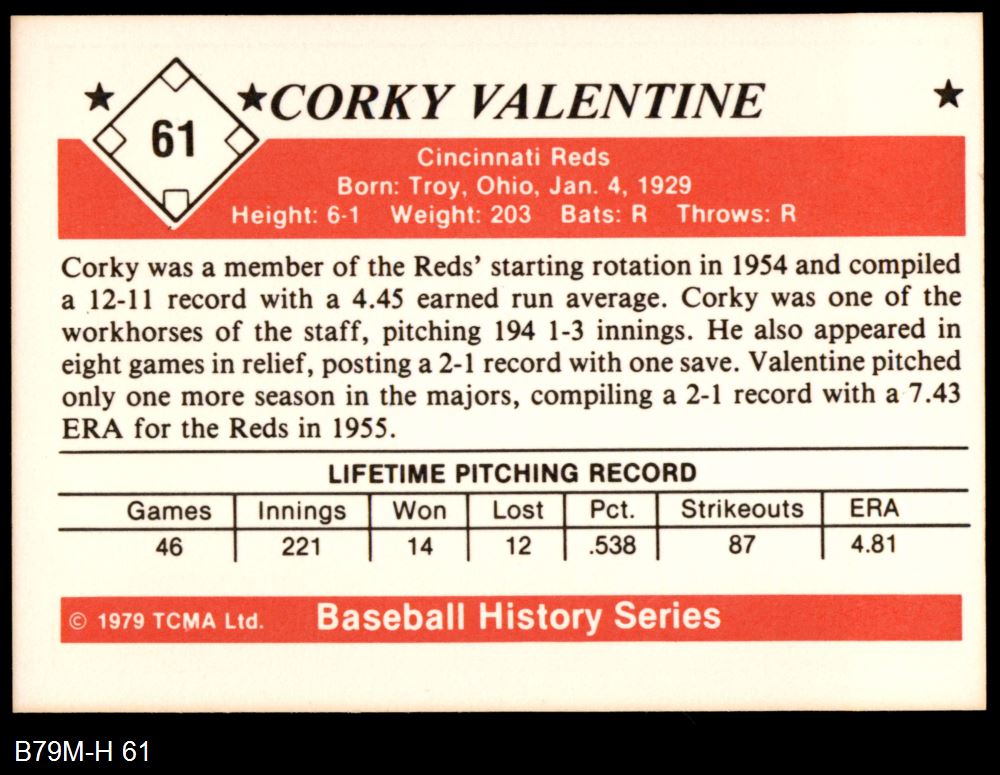 61
CORKY VALENTINE
Cincinnati Reds
Born: Troy, Ohio, Jan. 4, 1929
Height: 6-1 Weight: 203 Bats: R Throws: R
Corky was a member of the Reds' starting rotation in 1954 and compiled
a 12-11 record with a 4.45 earned run average. Corky was one of the
workhorses of the staff, pitching 194 1-3 innings. He also appeared in
eight games in relief, posting a 2-1 record with one save. Valentine pitched
only one more season in the majors, compiling a 2-1 record with a 7.43
ERA for the Reds in 1955.
LIFETIME PITCHING RECORD
Games Innings Won Lost Pct. Strikeouts ERA
46 221 14 12 .538 87 4.81
© 1979 TCMA Ltd. Baseball History Series
B79M-H 61